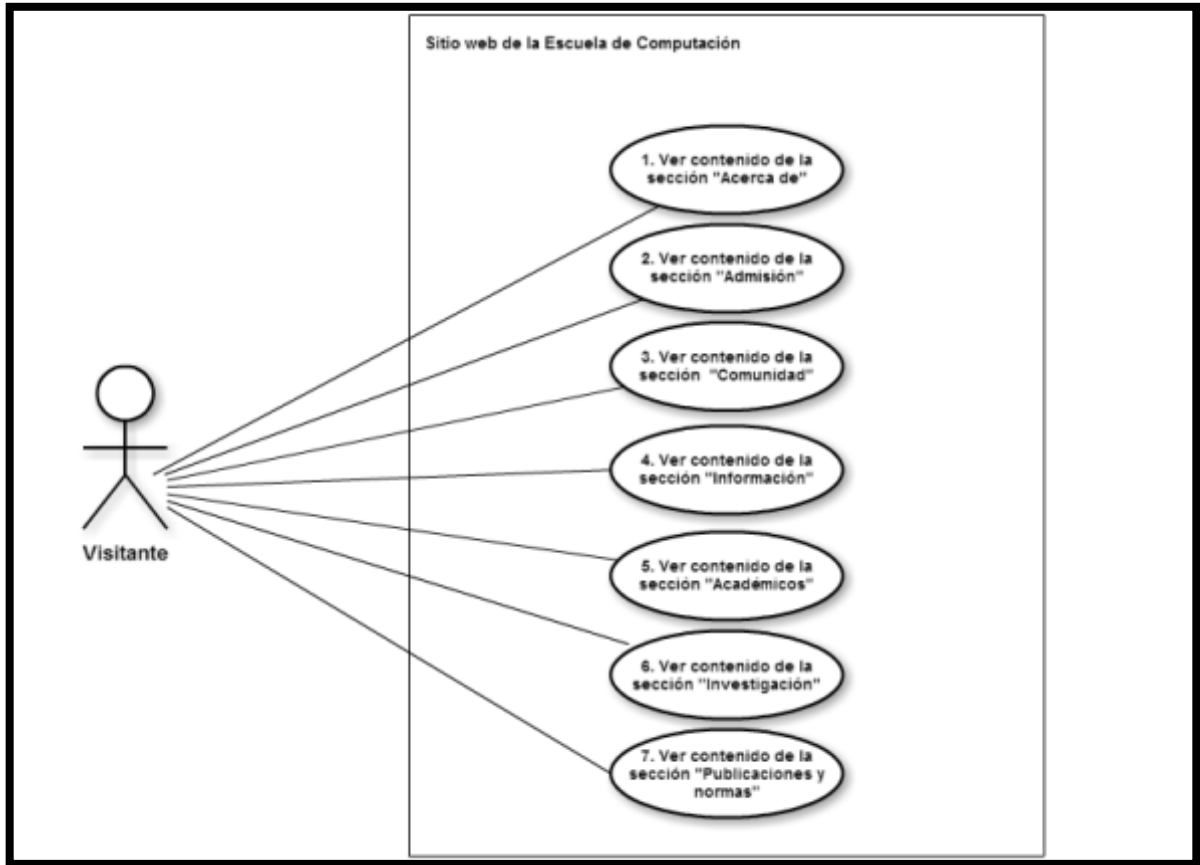 Sitio web de la Escuela de Computación
1. Ver contenido de la
sección "Acerca de"
2. Ver contenido de la
sección "Admisión"
3. Ver contenido de la
sección "Comunidad"
4. Ver contenido de la
sección "Información"
Visitante
5. Ver contenido de la
sección "Académicos"
6. Ver contenido de la
sección "Investigación"
7. Ver contenido de la
sección "Publicaciones y
normas"